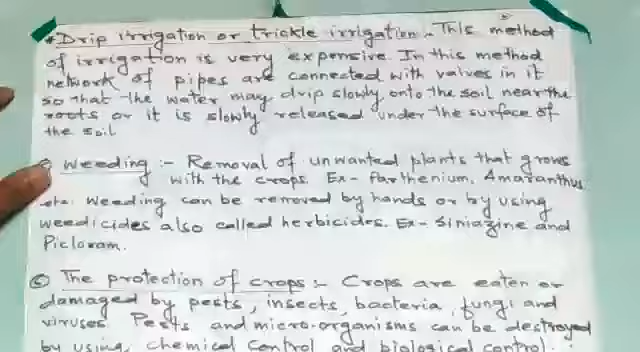 * Drip irrigation or trickle irrigation :- This method
of irrigation is very expensive. In this method
network of pipes are connected with valves in it
so that the water may drip slowly onto the soil near the
roots or it is slowly released under the surface of
the soil
weeding :- Removal of unwanted plants that grows
with the crops. Ex- Parthenium, Amaranthus
etc. Weeding can be removed by hands or by using
weedicides also called herbicides. Ex- Siniazine and
Picloram.
The protection of crops :- Crops are eaten or
damaged by pests, insects, bacteria, fungi and
viruses. Pests and micro-organisms can be destroyed
by using chemical control and biological control.